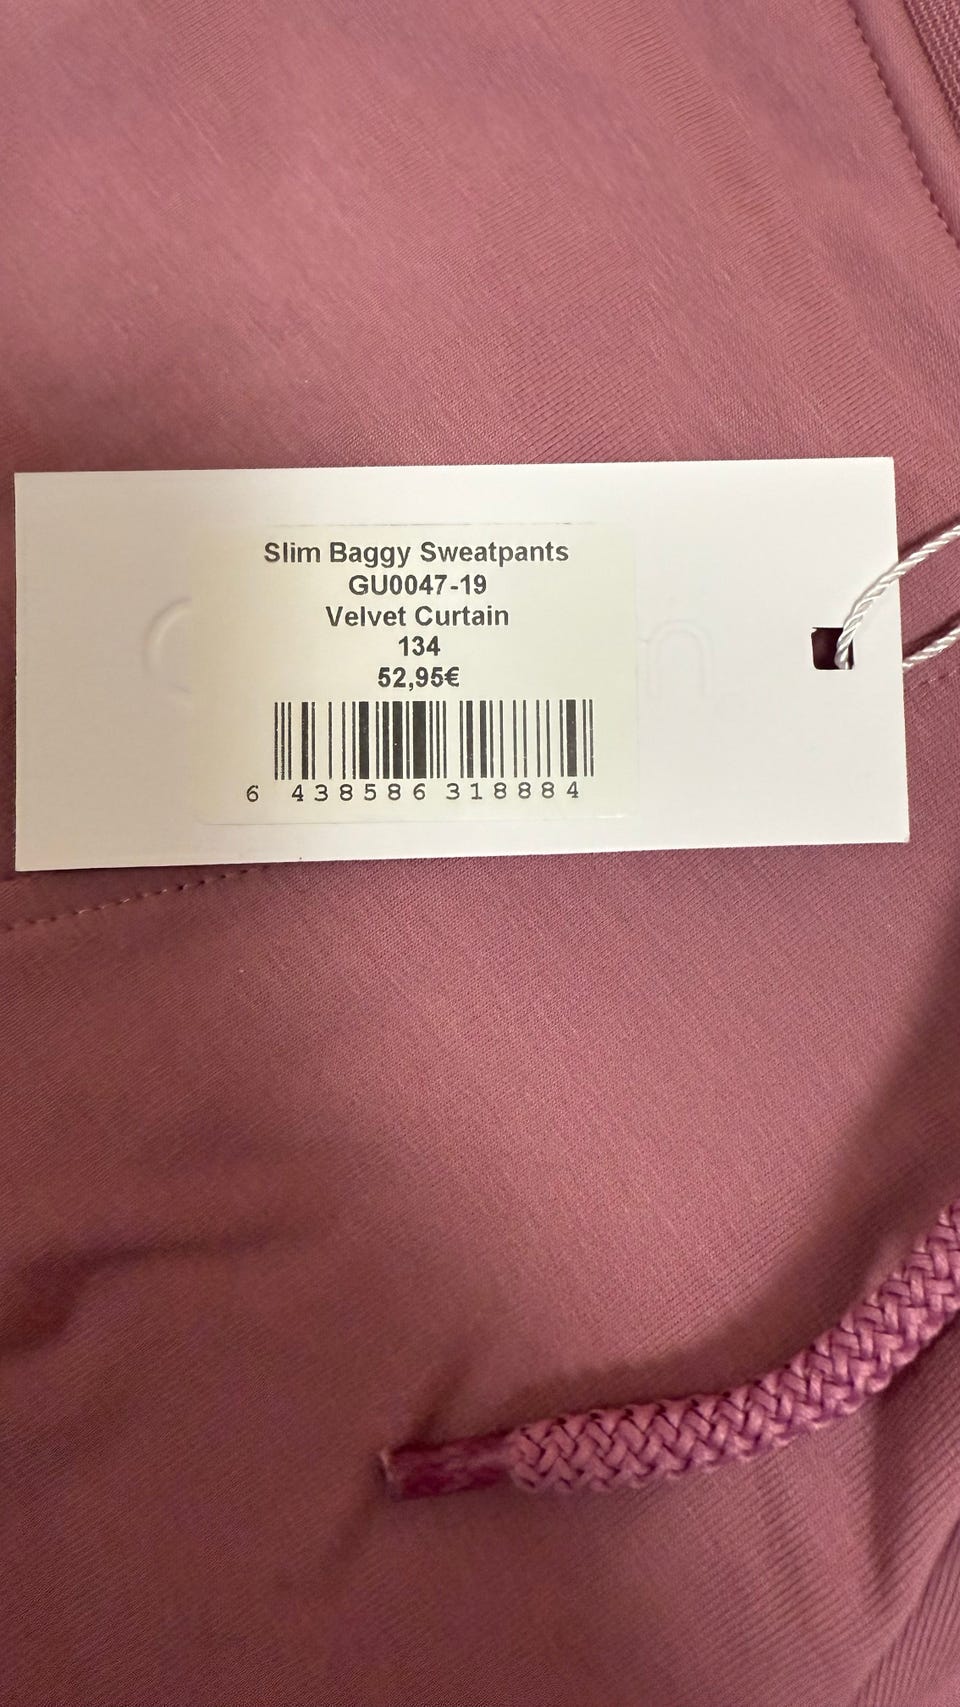 Slim Baggy Sweatpants
GU0047-19
Velvet Curtain
134
52,95€
6 438586 318884